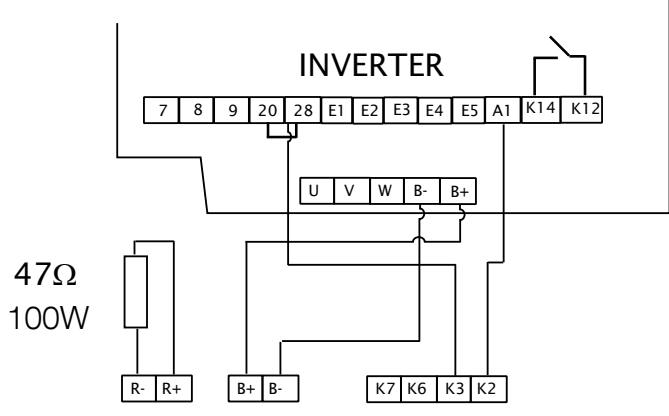 INVERTER
7 8 9 20 28 E1 E2 E3 E4 E5 A1 K14 K12
U V W B- B+
47Ω
100W
R- R+ B+ B- K7 K6 K3 K2